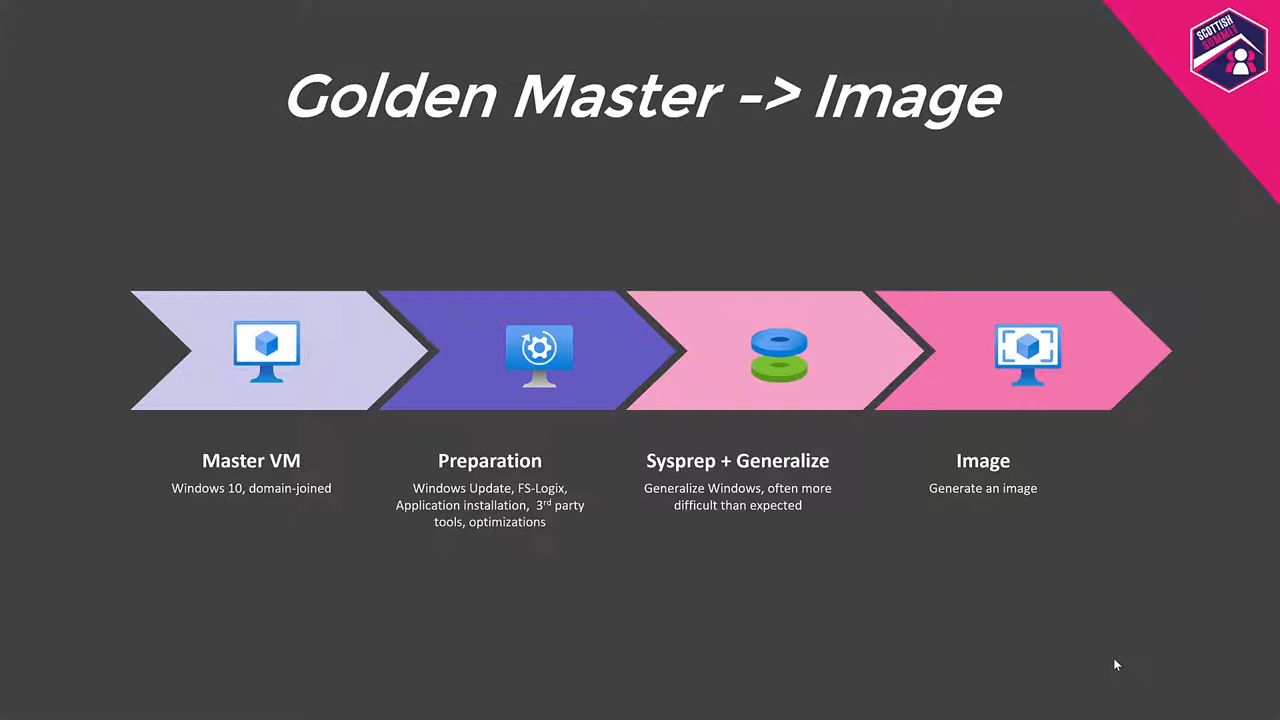 SCOTTISH
SUMMIT
Golden Master -> Image
Master VM
Windows 10, domain-joined
Preparation
Windows Update, FS-Logix,
Application installation,  3rd party
tools, optimizations
Sysprep + Generalize
Generalize Windows, often more
difficult than expected
Image
Generate an image